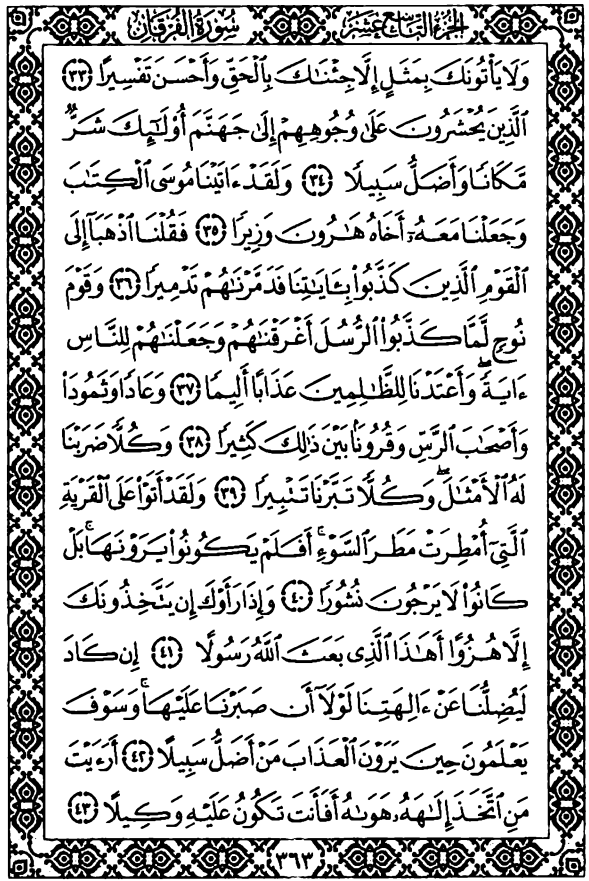 الجزء التاسع عشر
سورة الفرقان
وَلَا يَأْتُونَكَ بِمَثَلٍ إِلَّا جِئْنَٰكَ بِٱلْحَقِّ وَأَحْسَنَ تَفْسِيرًا ٣٣
ٱلَّذِينَ يُحْشَرُونَ عَلَىٰ وُجُوهِهِمْ إِلَىٰ جَهَنَّمَ أُوْلَٰٓئِكَ شَرٌّ
مَّكَانًا وَأَضَلُّ سَبِيلًا ٣٤ وَلَقَدْ ءَاتَيْنَا مُوسَى ٱلْكِتَٰبَ
وَجَعَلْنَا مَعَهُۥٓ أَخَاهُ هَٰرُونَ وَزِيرًا ٣٥ فَقُلْنَا ٱذْهَبَآ إِلَى
ٱلْقَوْمِ ٱلَّذِينَ كَذَّبُواْ بِـَٔايَٰتِنَا فَدَمَّرْنَٰهُمْ تَدْمِيرًا ٣٦ وَقَوْمَ
نُوحٍ لَّمَّا كَذَّبُواْ ٱلرُّسُلَ أَغْرَقْنَٰهُمْ وَجَعَلْنَٰهُمْ لِلنَّاسِ
ءَايَةً ۖ وَأَعْتَدْنَا لِلظَّٰلِمِينَ عَذَابًا أَلِيمًا ٣٧ وَعَادًا وَثَمُودَاْ
وَأَصْحَٰبَ ٱلرَّسِّ وَقُرُونًۢا بَيْنَ ذَٰلِكَ كَثِيرًا ٣٨ وَكُلًّا ضَرَبْنَا
لَهُ ٱلْأَمْثَٰلَ ۖ وَكُلًّا تَبَّرْنَا تَتْبِيرًا ٣٩ وَلَقَدْ أَتَوْاْ عَلَى ٱلْقَرْيَةِ
ٱلَّتِىٓ أُمْطِرَتْ مَطَرَ ٱلسَّوْءِ ۚ أَفَلَمْ يَكُونُواْ يَرَوْنَهَا ۚ بَلْ
كَانُواْ لَا يَرْجُونَ نُشُورًا ٤٠ وَإِذَا رَأَوْكَ إِن يَتَّخِذُونَكَ
إِلَّا هُزُوًا أَهَٰذَا ٱلَّذِى بَعَثَ ٱللَّهُ رَسُولًا ٤١ إِن كَادَ
لَيُضِلُّنَا عَنْ ءَالِهَتِنَا لَوْلَآ أَن صَبَرْنَا عَلَيْهَا ۚ وَسَوْفَ
يَعْلَمُونَ حِينَ يَرَوْنَ ٱلْعَذَابَ مَنْ أَضَلُّ سَبِيلًا ٤٢ أَرَءَيْتَ
مَنِ ٱتَّخَذَ إِلَٰهَهُۥ هَوَىٰهُ أَفَأَنتَ تَكُونُ عَلَيْهِ وَكِيلًا ٤٣
٣٦٣